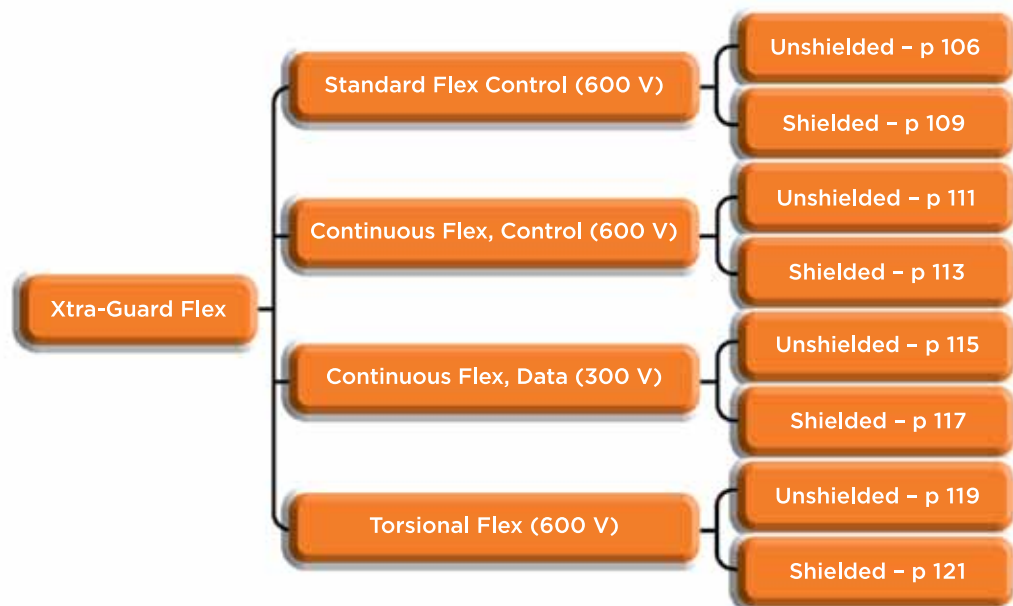 Xtra-Guard Flex
Standard Flex Control (600 V)
Unshielded – p 106
Shielded – p 109
Continuous Flex, Control (600 V)
Unshielded – p 111
Shielded – p 113
Continuous Flex, Data (300 V)
Unshielded – p 115
Shielded – p 117
Torsional Flex (600 V)
Unshielded – p 119
Shielded – p 121